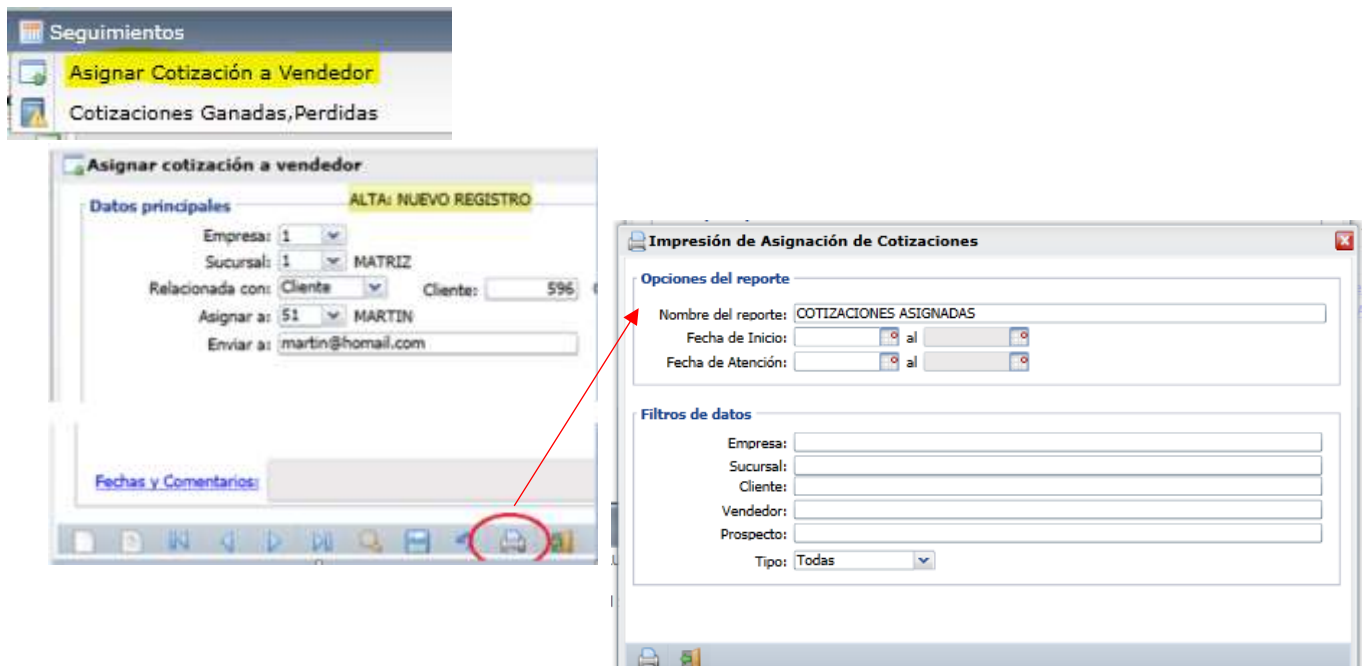 Seguimientos
Asignar Cotización a Vendedor
Cotizaciones Ganadas,Perdidas
Asignar cotización a vendedor
Datos principales
ALTA: NUEVO REGISTRO
Empresa: 1
Sucursal: 1 MATRIZ
Relacionada con: Cliente Cliente: 596
Asignar a: 51 MARTIN
Enviar a: martin@homail.com
Fechas y Comentarios:
Impresión de Asignación de Cotizaciones
Opciones del reporte
Nombre del reporte: COTIZACIONES ASIGNADAS
Fecha de Inicio: al
Fecha de Atención: al
Filtros de datos
Empresa:
Sucursal:
Cliente:
Vendedor:
Prospecto:
Tipo: Todas